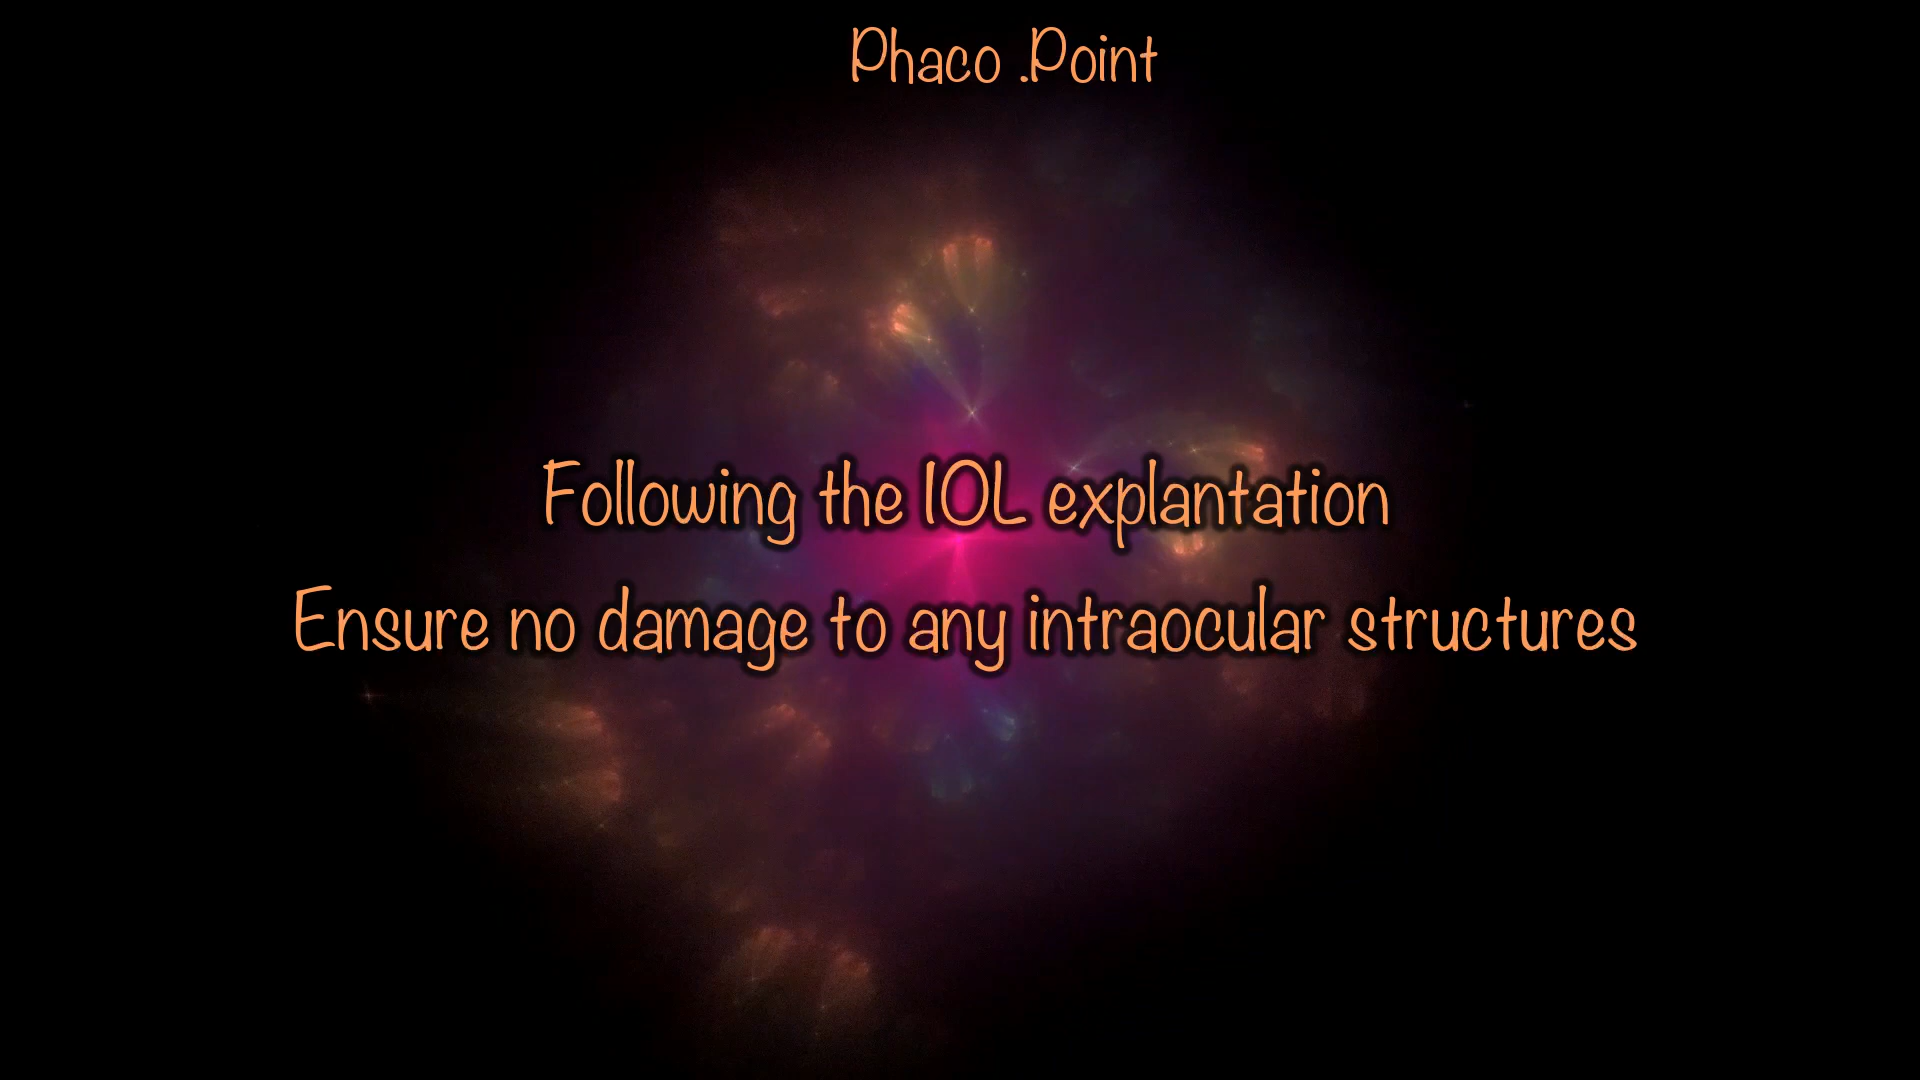 Phaco .Point
Following the IOL explantation
Ensure no damage to any intraocular structures